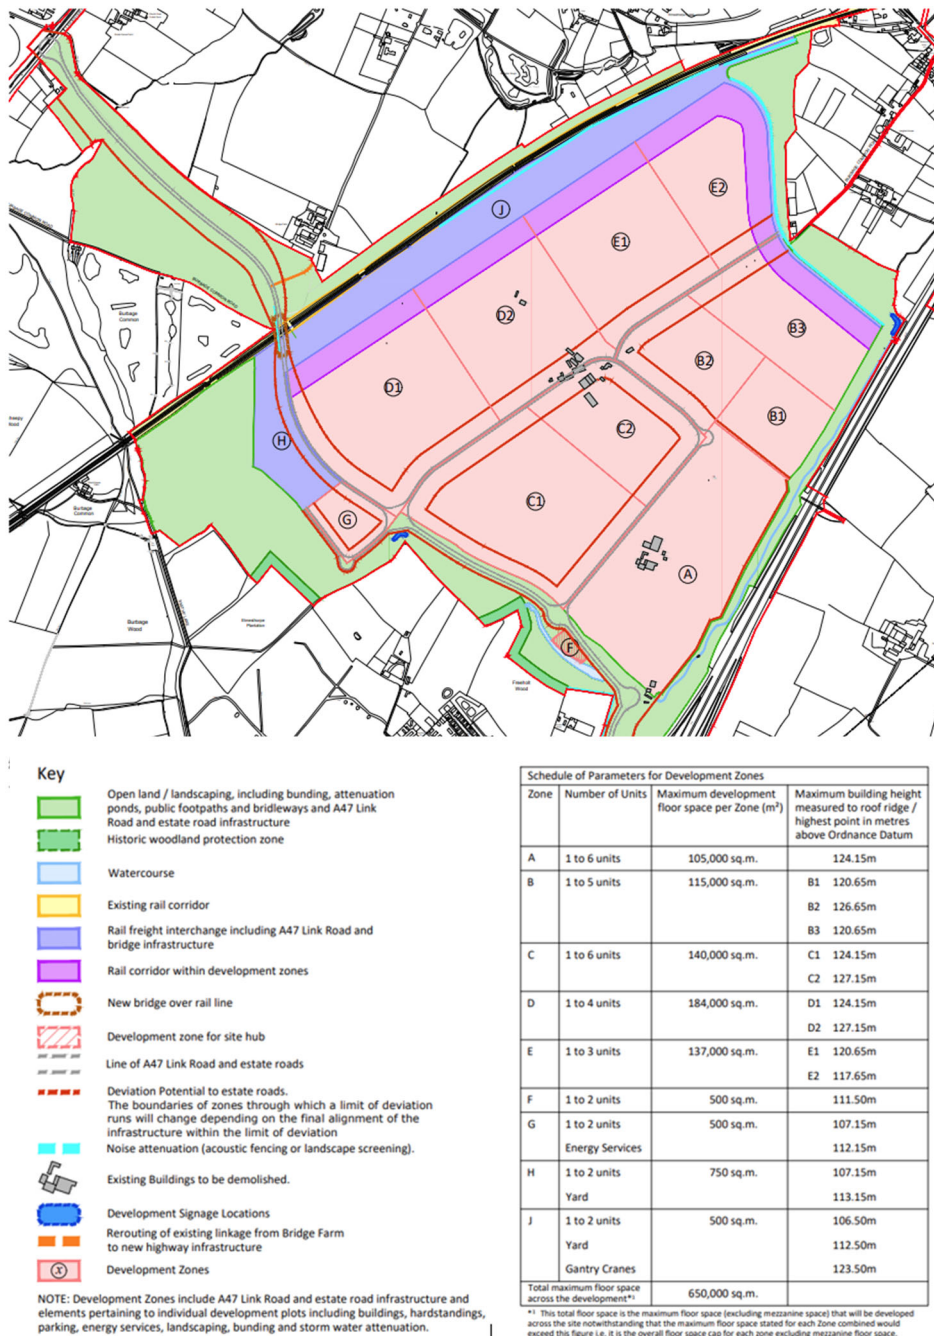 J
E2
E1
D2
B3
B2
D1
B1
C2
H
C1
G
A
F
Burbage
Common
Burbage
Common
Burbage
Wood
Freeholt
Wood
Key
Open land / landscaping, including bunding, attenuation
ponds, public footpaths and bridleways and A47 Link
Road and estate road infrastructure
Historic woodland protection zone
Watercourse
Existing rail corridor
Rail freight interchange including A47 Link Road and
bridge infrastructure
Rail corridor within development zones
New bridge over rail line
Development zone for site hub
Line of A47 Link Road and estate roads
Deviation Potential to estate roads.
The boundaries of zones through which a limit of deviation
runs will change depending on the final alignment of the
infrastructure within the limit of deviation
Noise attenuation (acoustic fencing or landscape screening).
Existing Buildings to be demolished.
Development Signage Locations
Rerouting of existing linkage from Bridge Farm
to new highway infrastructure
x Development Zones
NOTE: Development Zones include A47 Link Road and estate road infrastructure and
elements pertaining to individual development plots including buildings, hardstandings,
parking, energy services, landscaping, bunding and storm water attenuation.
Schedule of Parameters for Development Zones
Zone Number of Units Maximum development Maximum building height
floor space per Zone (m²) measured to roof ridge /
highest point in metres
above Ordnance Datum
A 1 to 6 units 105,000 sq.m. 124.15m
B 1 to 5 units 115,000 sq.m. B1 120.65m
B2 126.65m
B3 120.65m
C 1 to 6 units 140,000 sq.m. C1 124.15m
C2 127.15m
D 1 to 4 units 184,000 sq.m. D1 124.15m
D2 127.15m
E 1 to 3 units 137,000 sq.m. E1 120.65m
E2 117.65m
F 1 to 2 units 500 sq.m. 111.50m
G 1 to 2 units 500 sq.m. 107.15m
Energy Services 112.15m
H 1 to 2 units 750 sq.m. 107.15m
Yard 113.15m
J 1 to 2 units 500 sq.m. 106.50m
Yard 112.50m
Gantry Cranes 123.50m
Total maximum floor space
across the development*¹ 650,000 sq.m.
*¹ This total floor space is the maximum floor space (excluding mezzanine space) that will be developed
across the site notwithstanding that the maximum floor space stated for each Zone combined would
exceed this figure i.e. it is the overall floor space cap for each zone excluding mezzanine floor space.